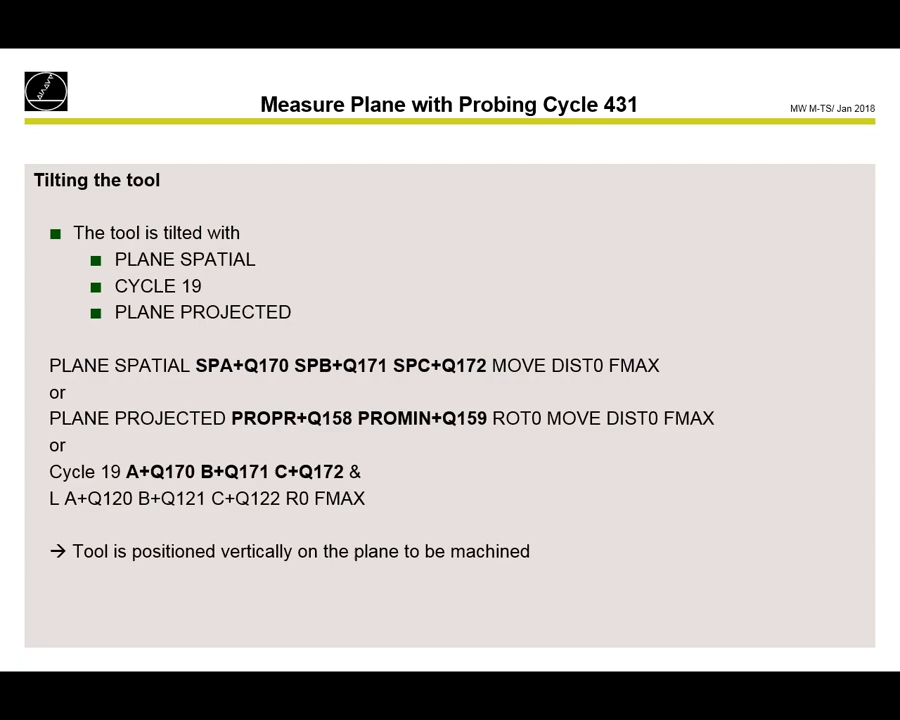 Measure Plane with Probing Cycle 431
MW M-TS/ Jan 2018
Tilting the tool
The tool is tilted with
PLANE SPATIAL
CYCLE 19
PLANE PROJECTED
PLANE SPATIAL SPA+Q170 SPB+Q171 SPC+Q172 MOVE DIST0 FMAX
or
PLANE PROJECTED PROPR+Q158 PROMIN+Q159 ROT0 MOVE DIST0 FMAX
or
Cycle 19 A+Q170 B+Q171 C+Q172 &
L A+Q120 B+Q121 C+Q122 R0 FMAX
→ Tool is positioned vertically on the plane to be machined